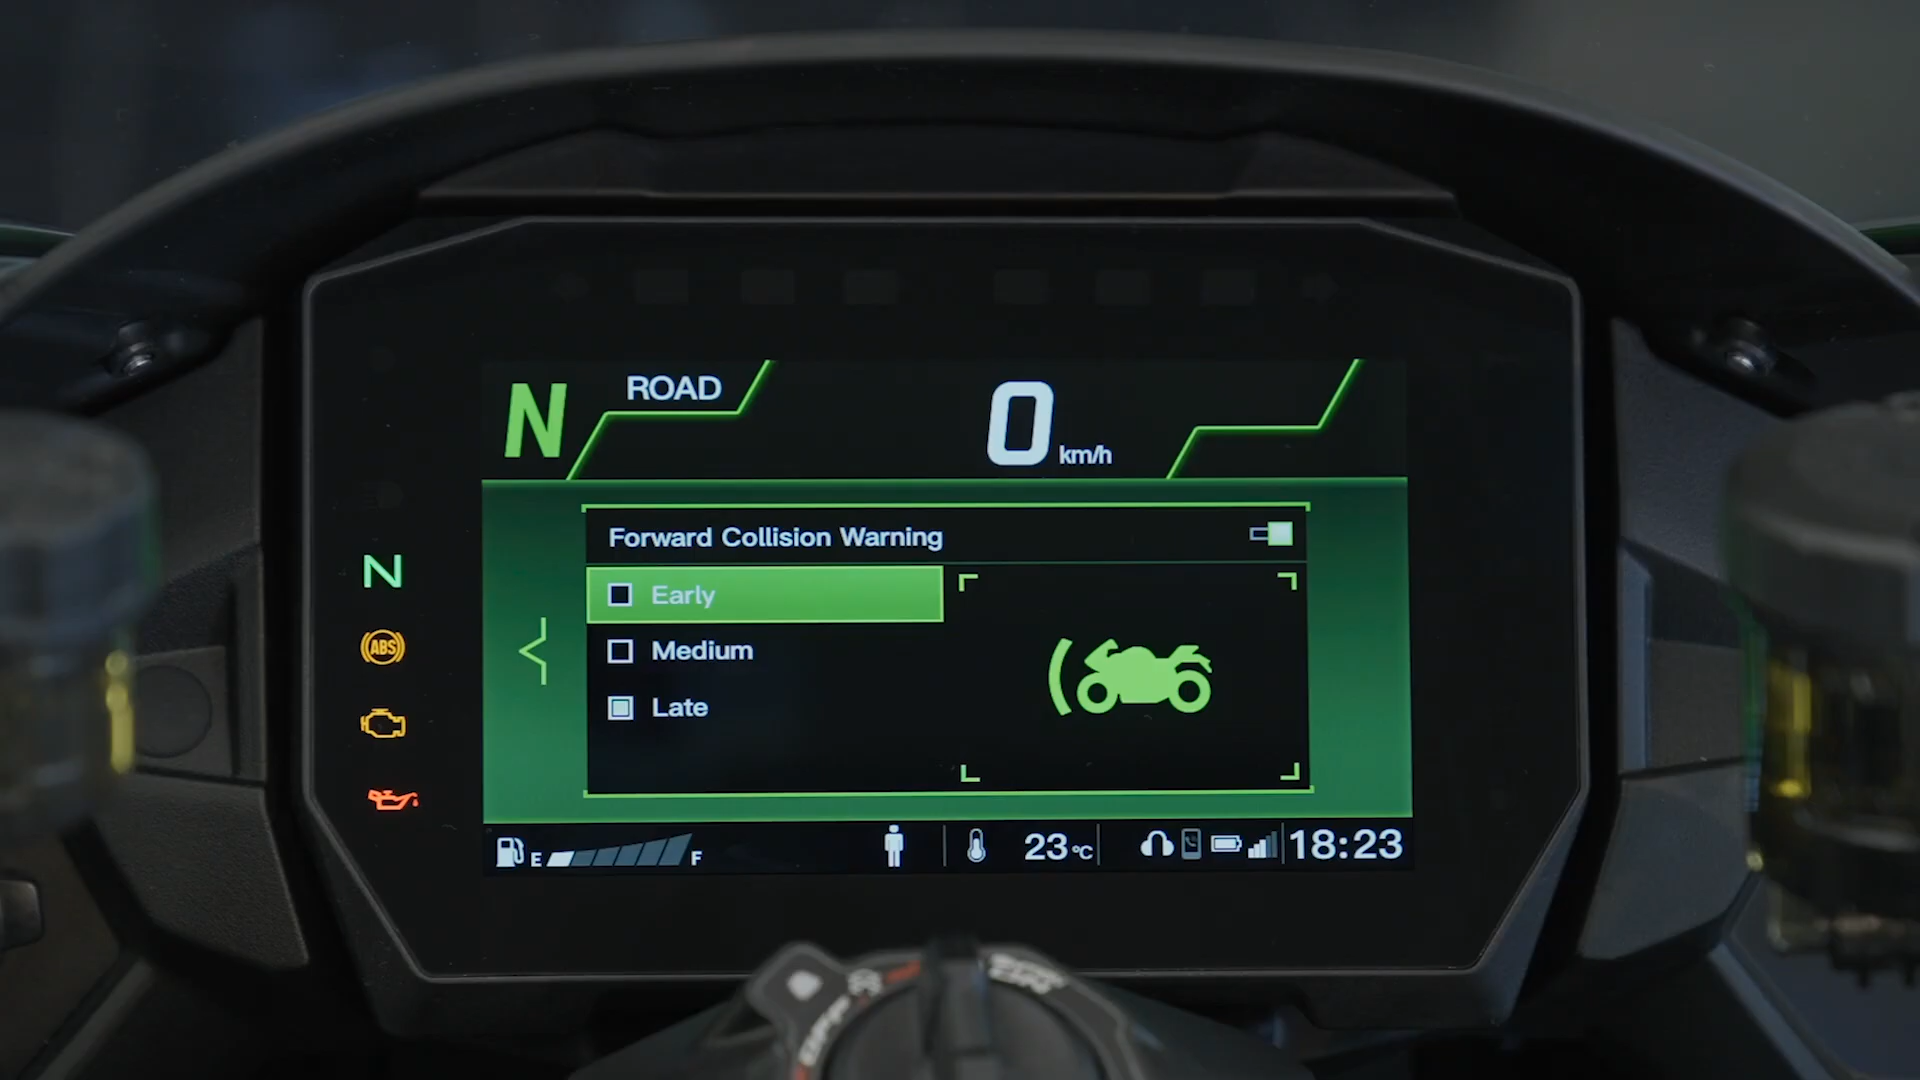 N ROAD 0 km/h
Forward Collision Warning
Early
Medium
Late
N
ABS
E F 23°C 18:23